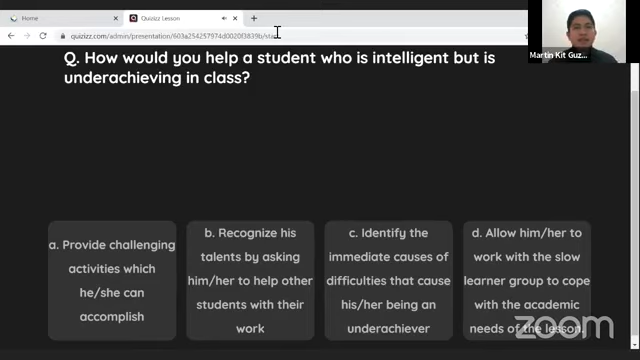 Home
Quizizz Lesson
quizizz.com/admin/presentation/603a254257974d0020f3839b/sta
Martin Kit Guz...
Q. How would you help a student who is intelligent but is
underachieving in class?
a. Provide challenging
activities which
he/she can
accomplish
b. Recognize his
talents by asking
him/her to help other
students with their
work
c. Identify the
immediate causes of
difficulties that cause
his/her being an
underachiever
d. Allow him/her to
work with the slow
learner group to cope
with the academic
needs of the lesson.
zoom